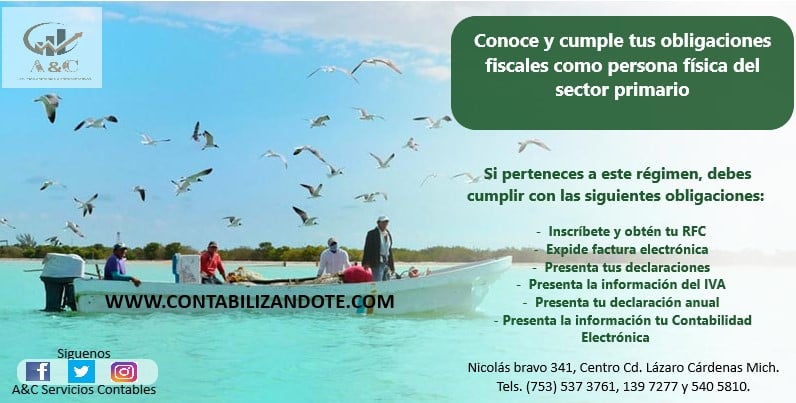 A&C
Conoce y cumple tus obligaciones
fiscales como persona física del
sector primario
Si perteneces a este régimen, debes
cumplir con las siguientes obligaciones:
- Inscríbete y obtén tu RFC
- Expide factura electrónica
- Presenta tus declaraciones
- Presenta la información del IVA
- Presenta tu declaración anual
- Presenta la información tu Contabilidad
Electrónica
WWW.CONTABILIZANDOTE.COM
Siguenos
A&C Servicios Contables
Nicolás bravo 341, Centro Cd. Lázaro Cárdenas Mich.
Tels. (753) 537 3761, 139 7277 y 540 5810.